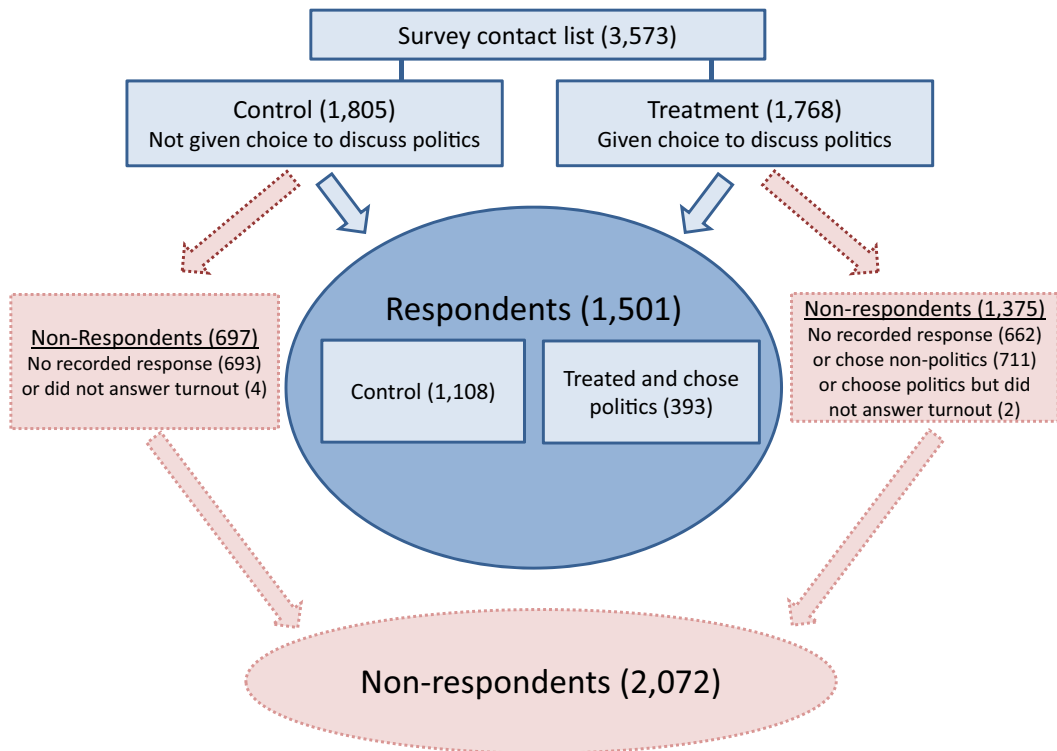 Survey contact list (3,573)
Control (1,805)
Not given choice to discuss politics
Treatment (1,768)
Given choice to discuss politics
Respondents (1,501)
Control (1,108)
Treated and chose
politics (393)
Non-Respondents (697)
No recorded response (693)
or did not answer turnout (4)
Non-respondents (1,375)
No recorded response (662)
or chose non-politics (711)
or choose politics but did
not answer turnout (2)
Non-respondents (2,072)